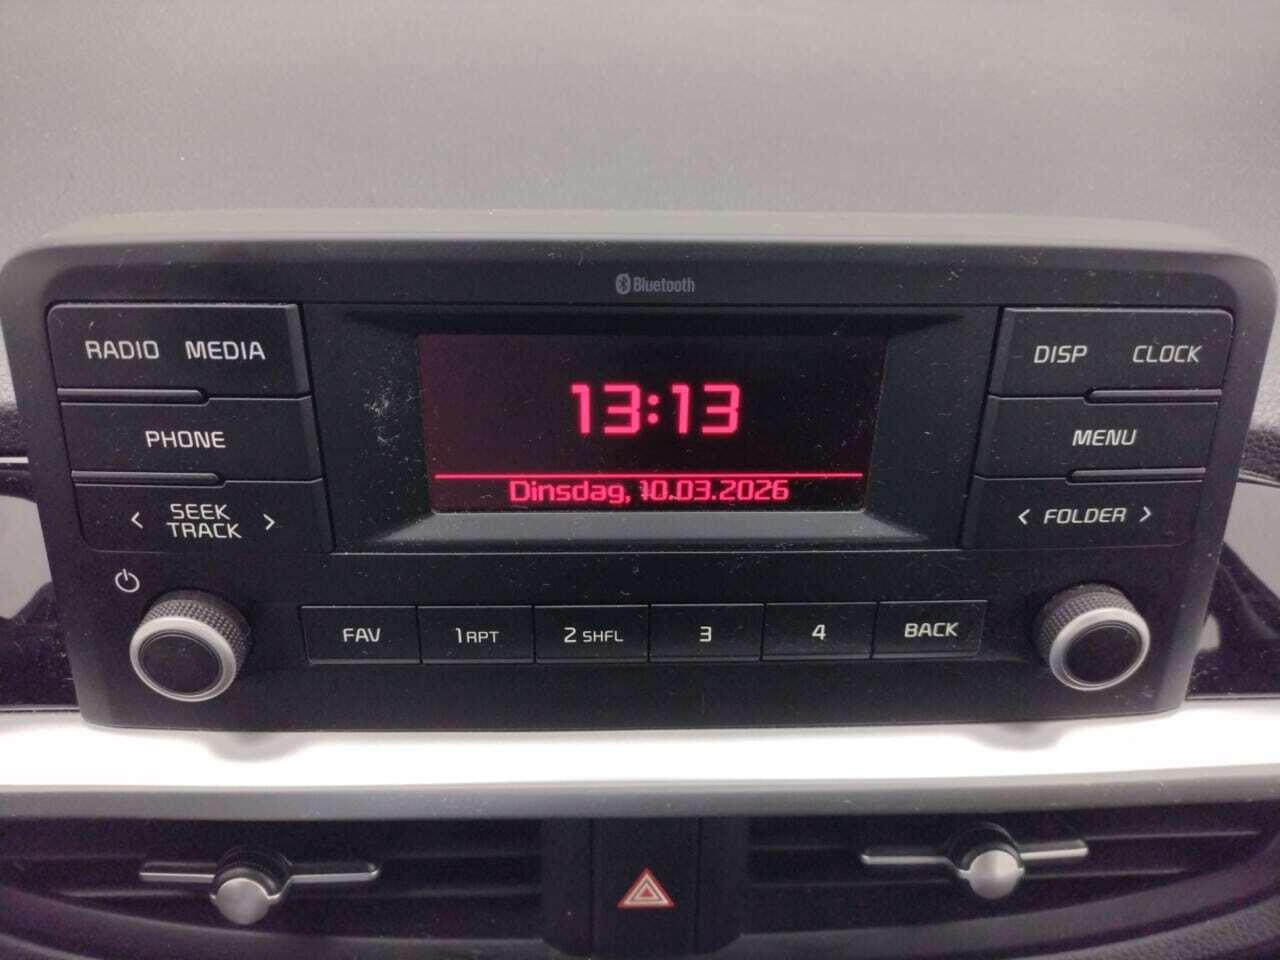 Bluetooth
RADIO MEDIA
PHONE
< SEEK TRACK >
13:13
Dinsdag, 10.03.2026
DISP CLOCK
MENU
< FOLDER >
FAV 1 RPT 2 SHFL 3 4 BACK